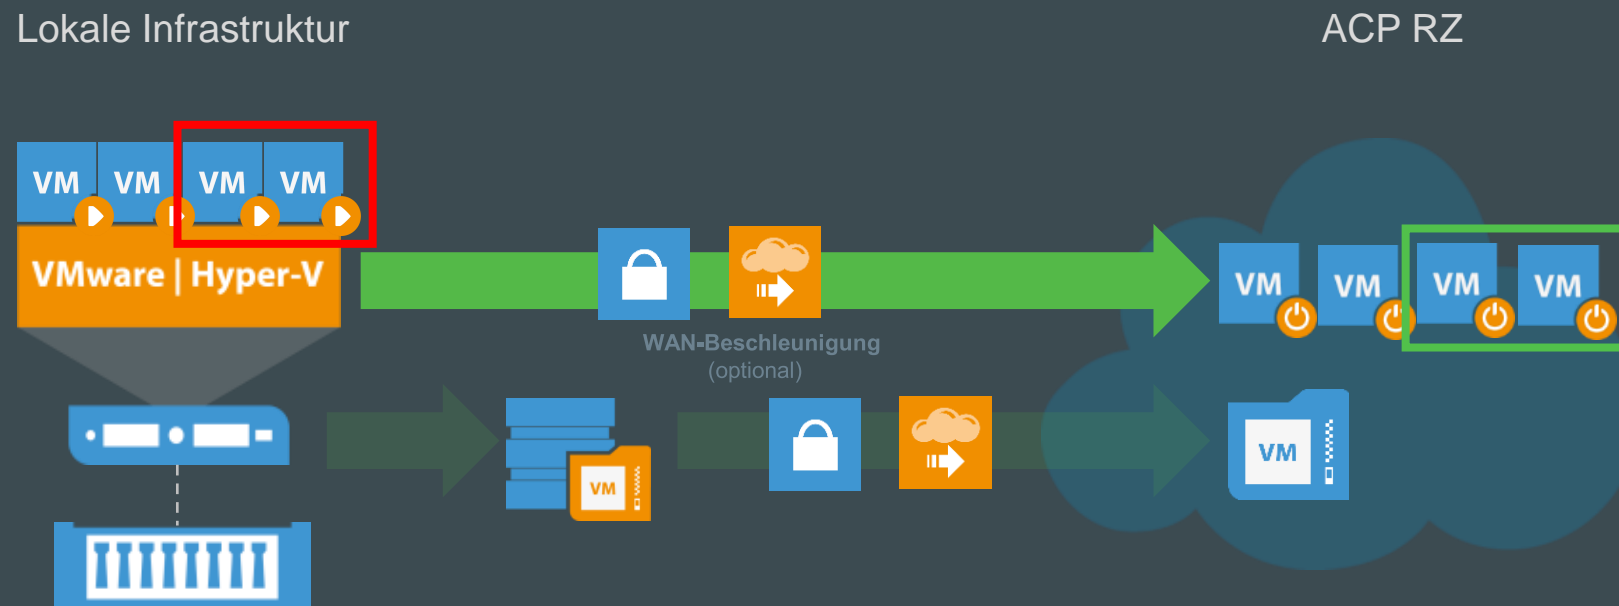 Lokale Infrastruktur
ACP RZ
VM VM VM VM
VMware | Hyper-V
VM VM VM VM
WAN-Beschleunigung
(optional)
VM
VM